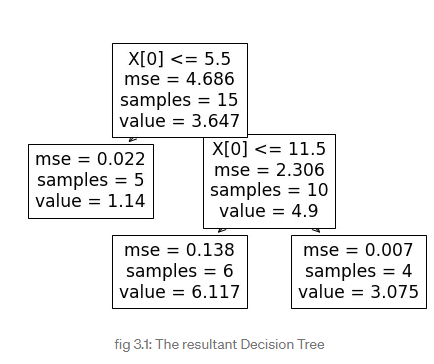 X[0] <= 5.5
mse = 4.686
samples = 15
value = 3.647
mse = 0.022
samples = 5
value = 1.14
X[0] <= 11.5
mse = 2.306
samples = 10
value = 4.9
mse = 0.138
samples = 6
value = 6.117
mse = 0.007
samples = 4
value = 3.075
fig 3.1: The resultant Decision Tree